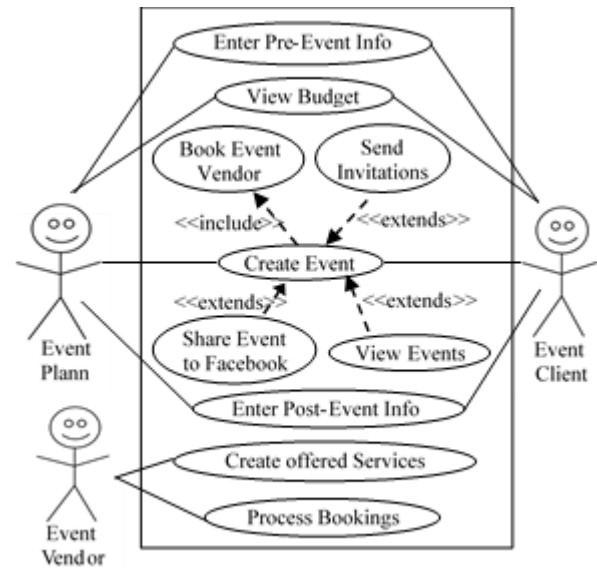 Enter Pre-Event Info
View Budget
Book Event
Vendor
Send
Invitations
<<include>>
<<extends>>
Create Event
<<extends>>
<<extends>>
Share Event
to Facebook
View Events
Event
Plann
Event
Client
Enter Post-Event Info
Create offered Services
Process Bookings
Event
Vendor